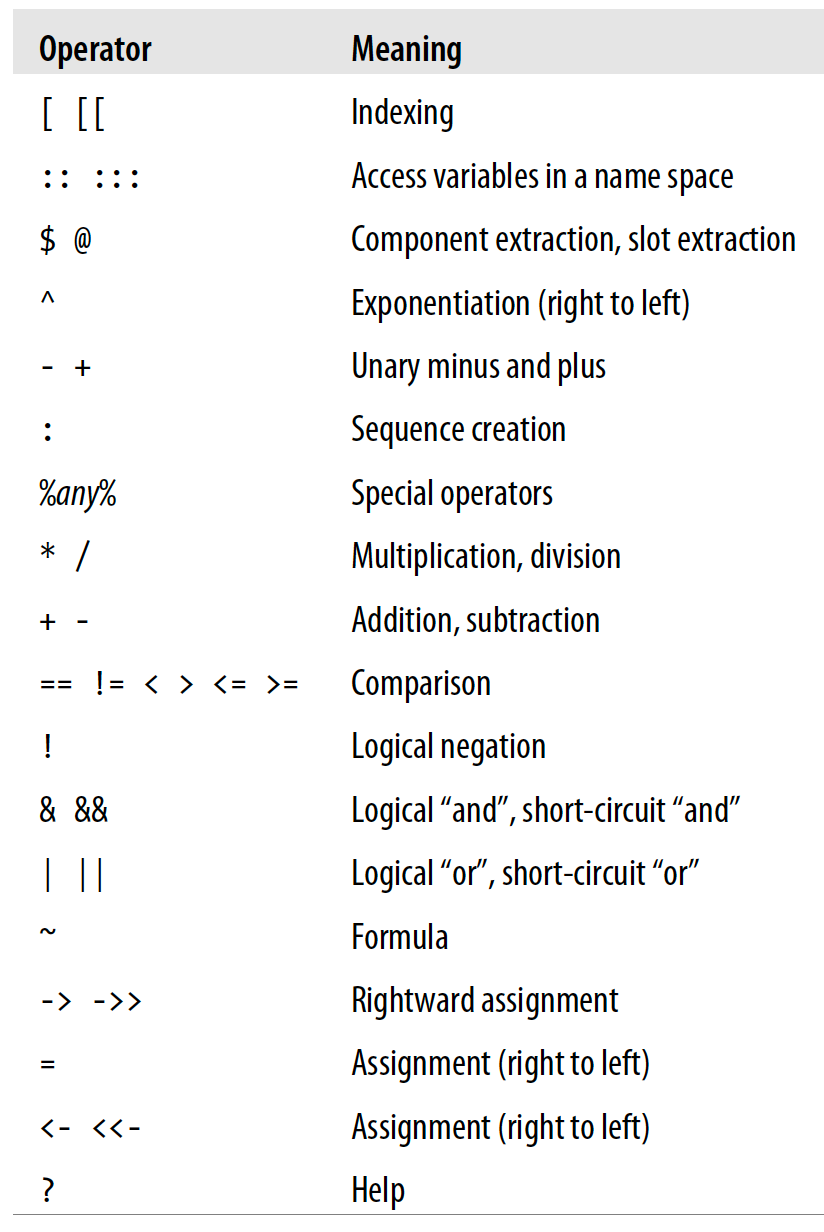 Operator Meaning
[ [[ Indexing
:: ::: Access variables in a name space
$ @ Component extraction, slot extraction
^ Exponentiation (right to left)
- + Unary minus and plus
: Sequence creation
%any% Special operators
* / Multiplication, division
+ - Addition, subtraction
== != < > <= >= Comparison
! Logical negation
& && Logical “and”, short-circuit “and”
| || Logical “or”, short-circuit “or”
~ Formula
-> ->> Rightward assignment
= Assignment (right to left)
<- <<- Assignment (right to left)
? Help